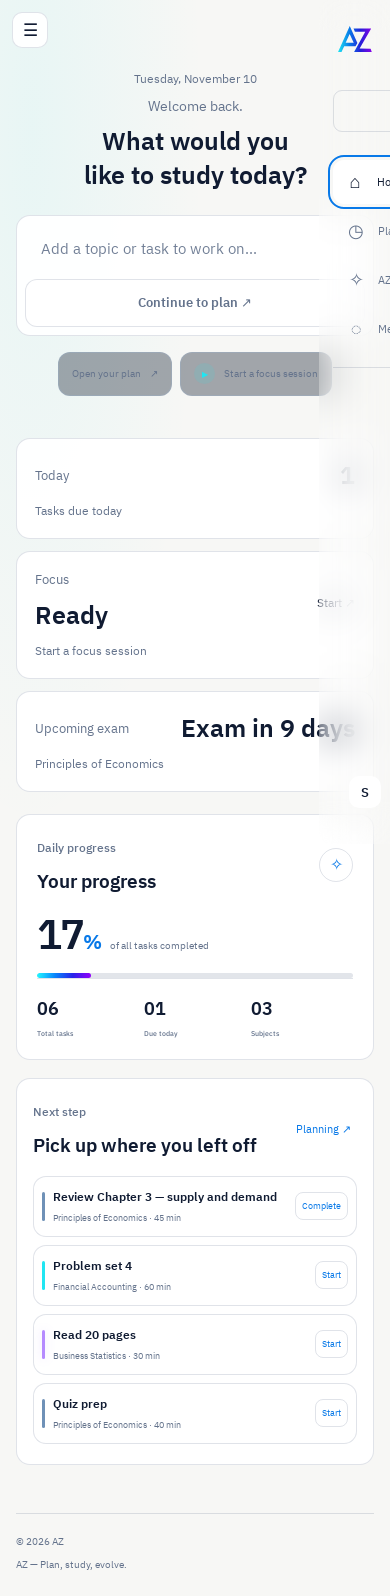 AZ
Tuesday, November 10
Welcome back.
What would you
like to study today?
Add a topic or task to work on...
Continue to plan ↗
Open your plan ↗
Start a focus session
Ho
Pla
AZ
Me
Today
1
Tasks due today
Focus
Ready
Start ↗
Start a focus session
Upcoming exam
Exam in 9 days
Principles of Economics
S
Daily progress
Your progress
17%
of all tasks completed
06
01
03
Total tasks
Due today
Subjects
Next step
Pick up where you left off
Planning ↗
Review Chapter 3 — supply and demand
Principles of Economics · 45 min
Complete
Problem set 4
Financial Accounting · 60 min
Start
Read 20 pages
Business Statistics · 30 min
Start
Quiz prep
Principles of Economics · 40 min
Start
© 2026 AZ
AZ — Plan, study, evolve.